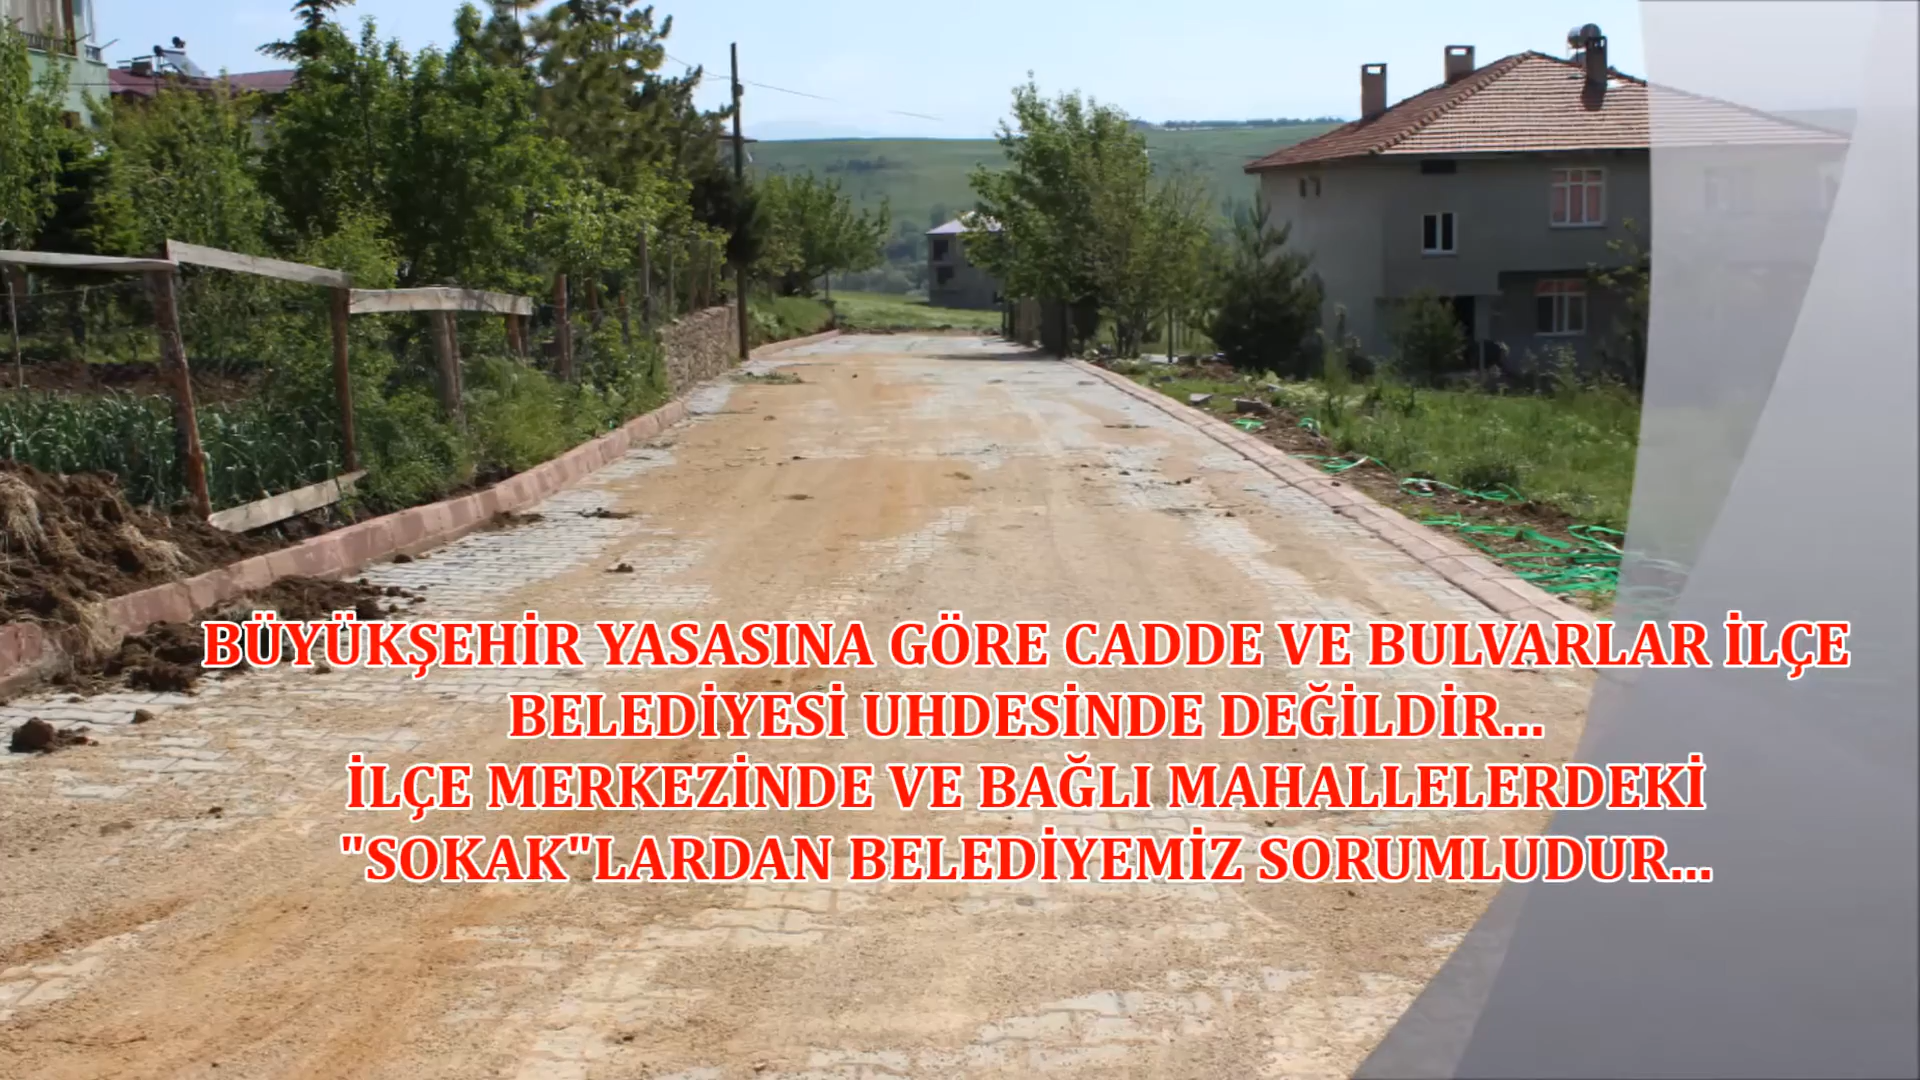 BÜYÜKŞEHİR YASASINA GÖRE CADDE VE BULVARLAR İLÇE
BELEDİYESİ UHDESİNDE DEĞİLDİR...
İLÇE MERKEZİNDE VE BAĞLI MAHALLELERDEKİ
"SOKAK"LARDAN BELEDİYEMİZ SORUMLUDUR...